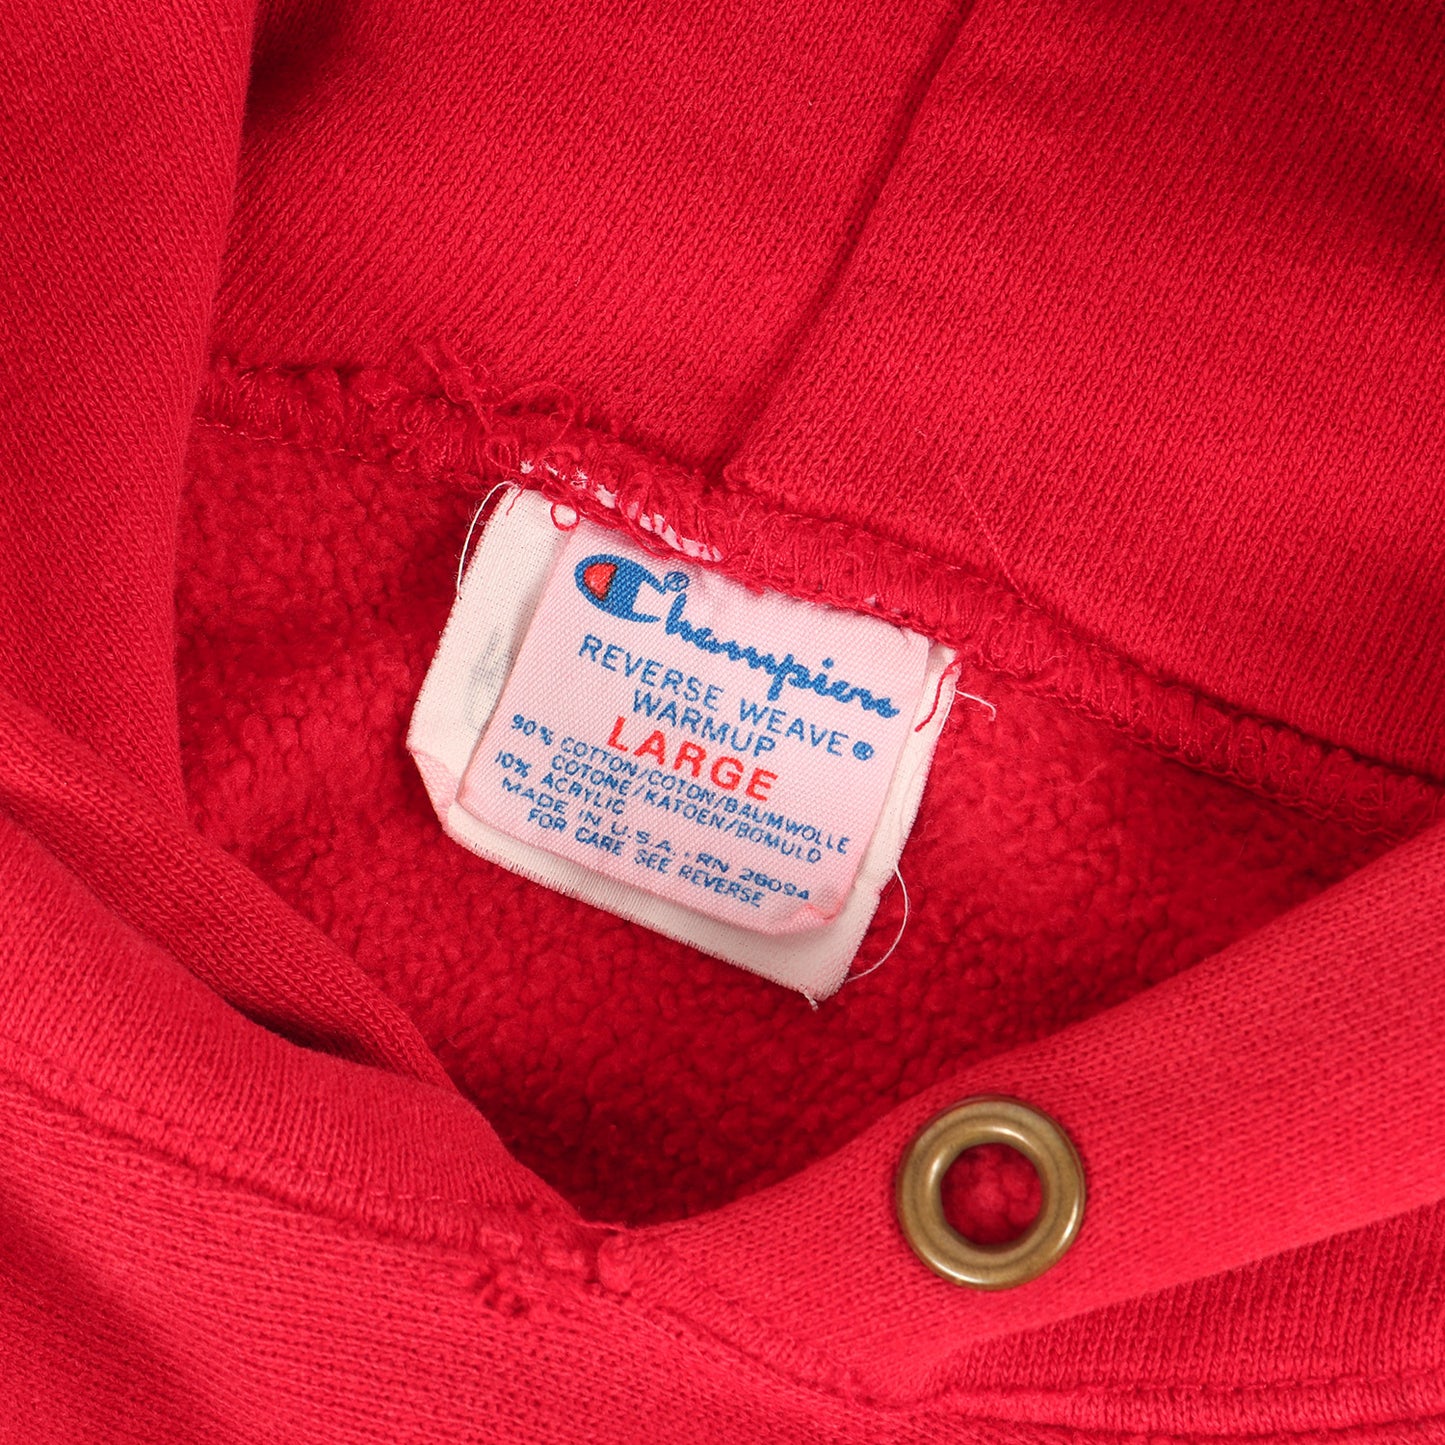 Champion®
REVERSE WEAVE®
WARMUP
LARGE
90% COTTON/COTON/BAUMWOLLE
COTONE/KATOEN/BOMULD
10% ACRYLIC
MADE IN U.S.A. - RN 26094
FOR CARE SEE REVERSE